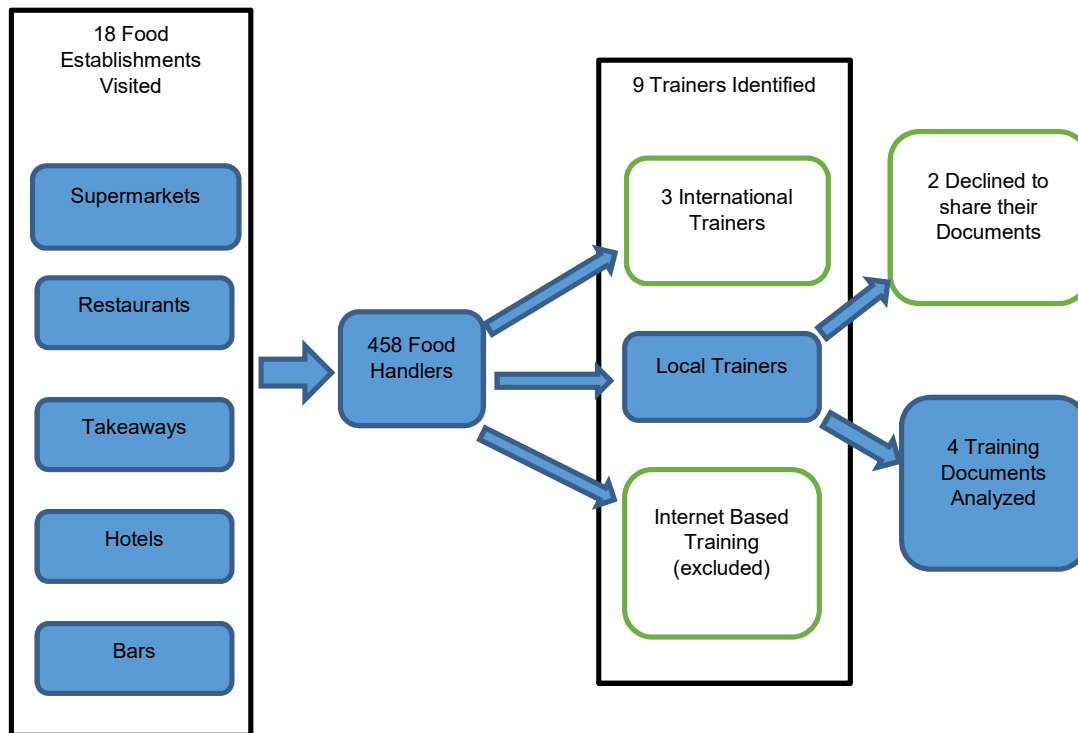 18 Food
Establishments
Visited
Supermarkets
Restaurants
Takeaways
Hotels
Bars
458 Food
Handlers
9 Trainers Identified
3 International
Trainers
Local Trainers
Internet Based
Training
(excluded)
2 Declined to
share their
Documents
4 Training
Documents
Analyzed